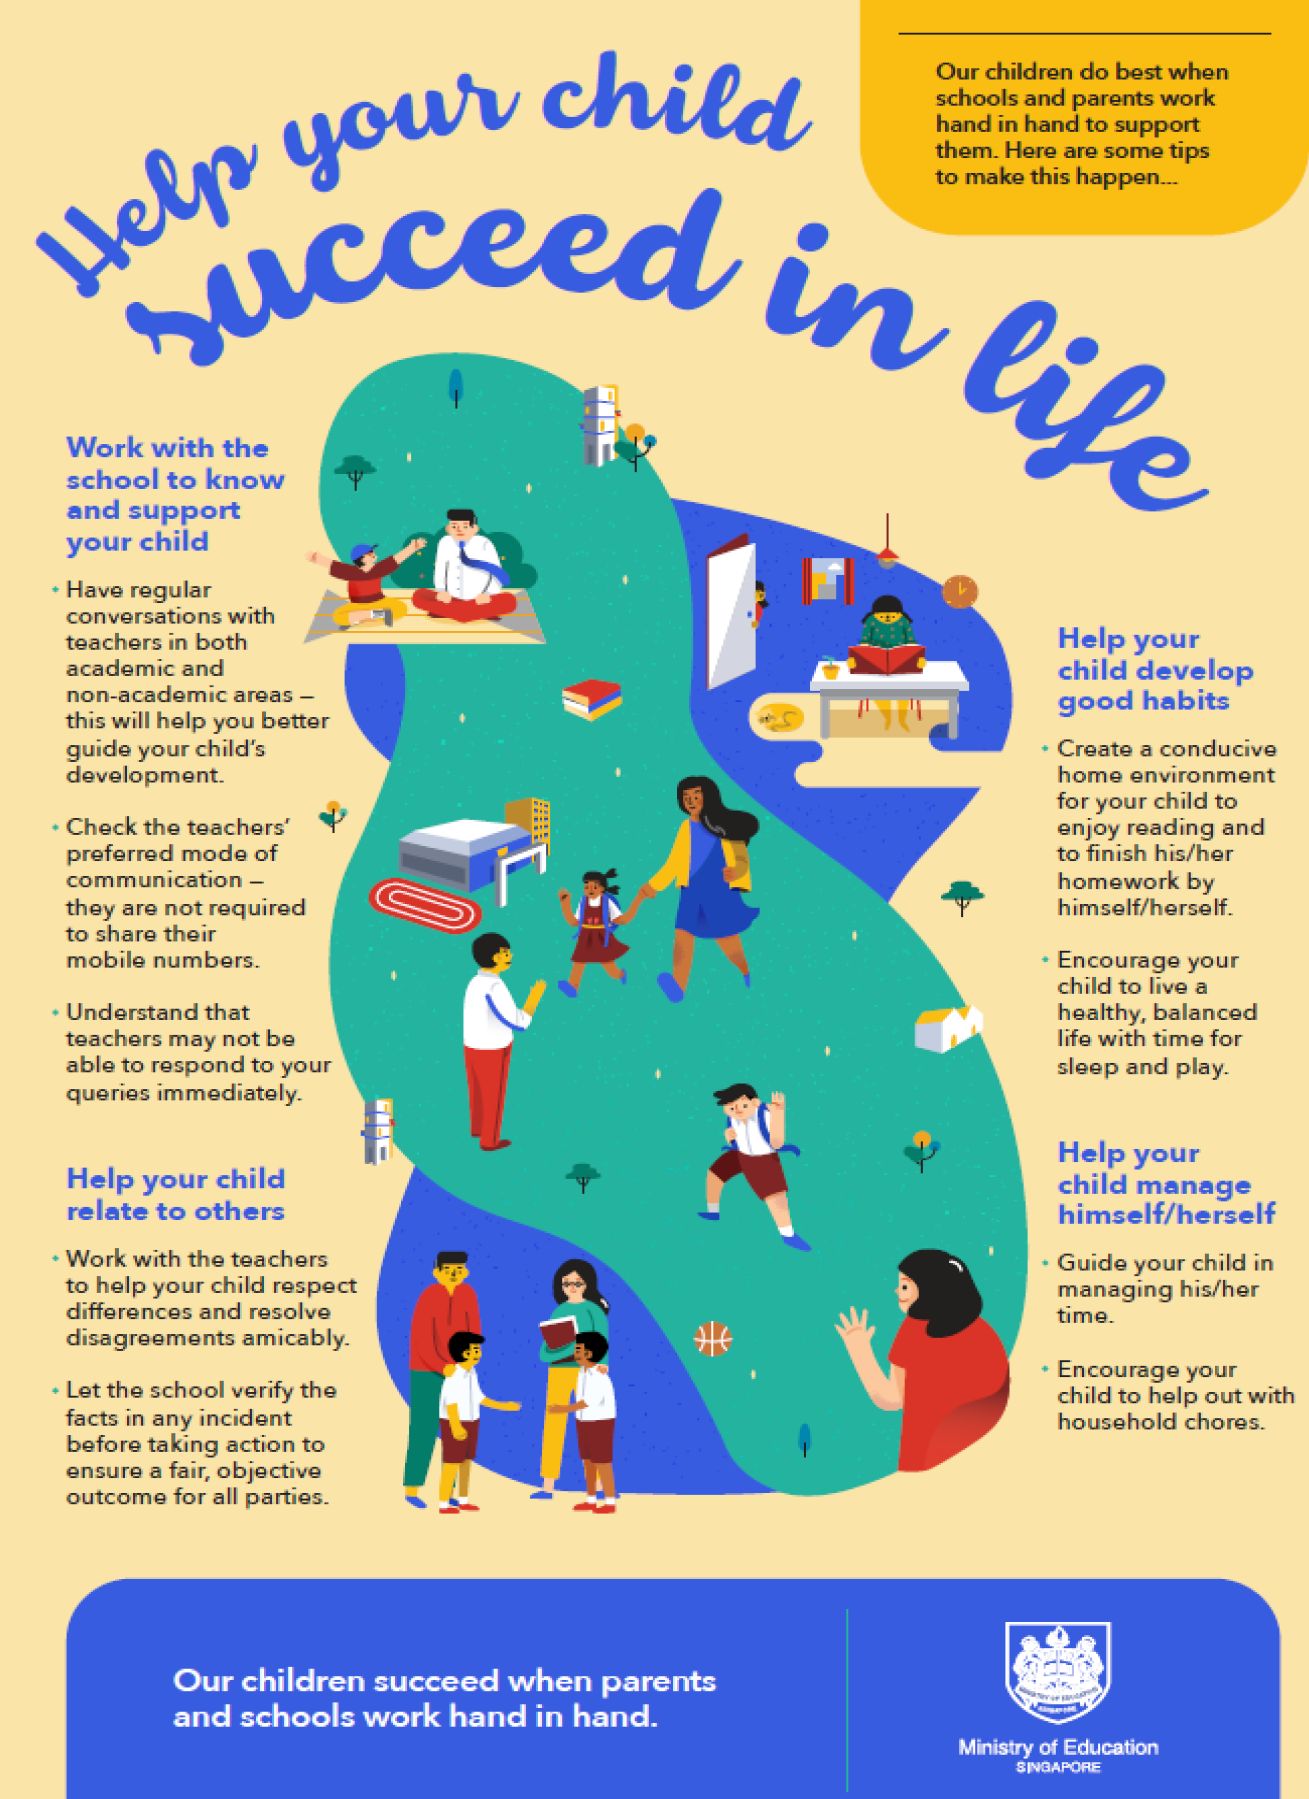 Help your child
succeed in life
Our children do best when
schools and parents work
hand in hand to support
them. Here are some tips
to make this happen...
Work with the
school to know
and support
your child
• Have regular
conversations with
teachers in both
academic and
non-academic areas –
this will help you better
guide your child's
development.
• Check the teachers'
preferred mode of
communication –
they are not required
to share their
mobile numbers.
• Understand that
teachers may not be
able to respond to your
queries immediately.
Help your child
relate to others
• Work with the teachers
to help your child respect
differences and resolve
disagreements amicably.
• Let the school verify the
facts in any incident
before taking action to
ensure a fair, objective
outcome for all parties.
Help your
child develop
good habits
• Create a conducive
home environment
for your child to
enjoy reading and
to finish his/her
homework by
himself/herself.
• Encourage your
child to live a
healthy, balanced
life with time for
sleep and play.
Help your
child manage
himself/herself
• Guide your child in
managing his/her
time.
• Encourage your
child to help out with
household chores.
Our children succeed when parents
and schools work hand in hand.
MINISTRY OF EDUCATION
SINGAPORE
Ministry of Education
SINGAPORE